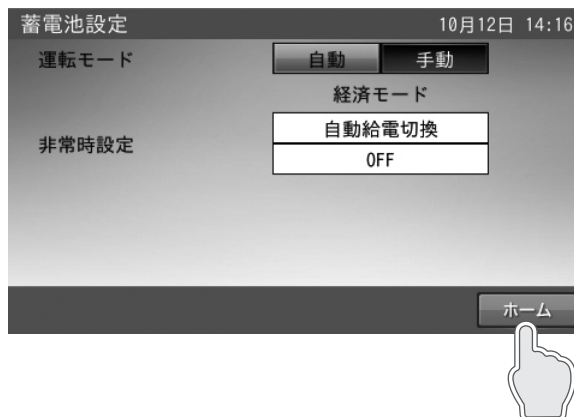 蓄電池設定 10月12日 14:16
運転モード 自動 手動
経済モード
非常時設定 自動給電切換
OFF
ホーム